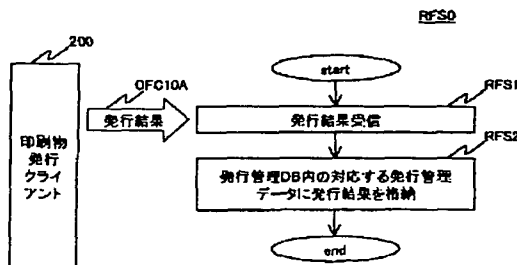 RFS0
200
OFC10A
start
RFS1
印刷物
発行
クライ
アント
発行結果
発行結果受信
RFS2
発行管理DB内の対応する発行管理
データに発行結果を格納
end